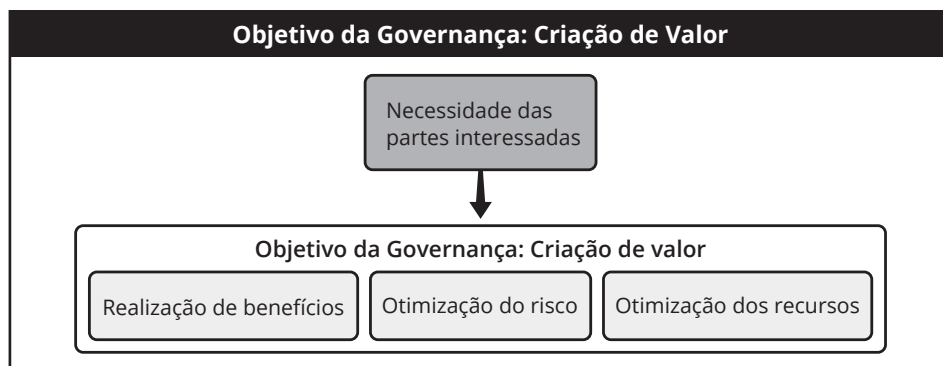 Objetivo da Governança: Criação de Valor
Necessidade das
partes interessadas
Objetivo da Governança: Criação de valor
Realização de benefícios
Otimização do risco
Otimização dos recursos